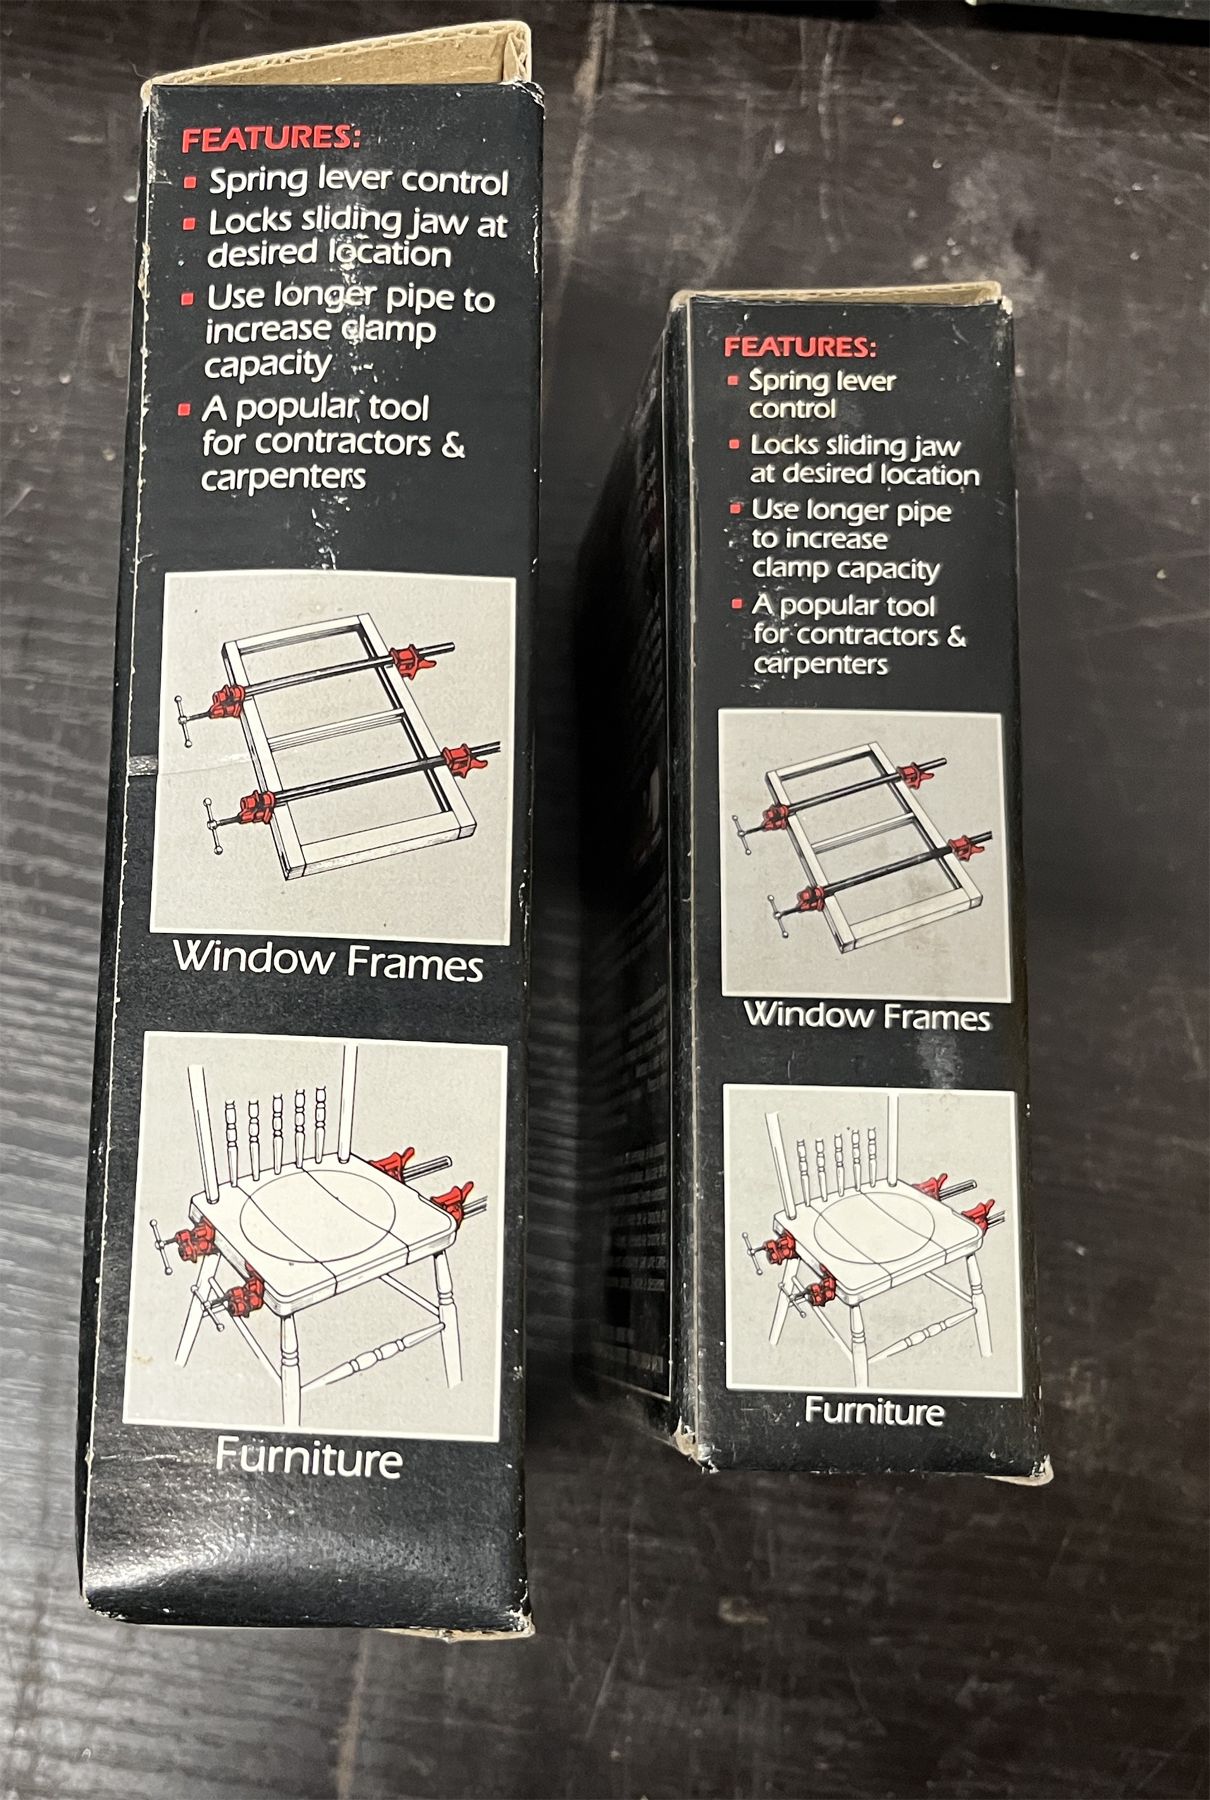 FEATURES:
Spring lever control
Locks sliding jaw at
desired location
Use longer pipe to
increase clamp
capacity
A popular tool
for contractors &
carpenters
Window Frames
Furniture
FEATURES:
Spring lever
control
Locks sliding jaw
at desired location
Use longer pipe
to increase
clamp capacity
A popular tool
for contractors &
carpenters
Window Frames
Furniture